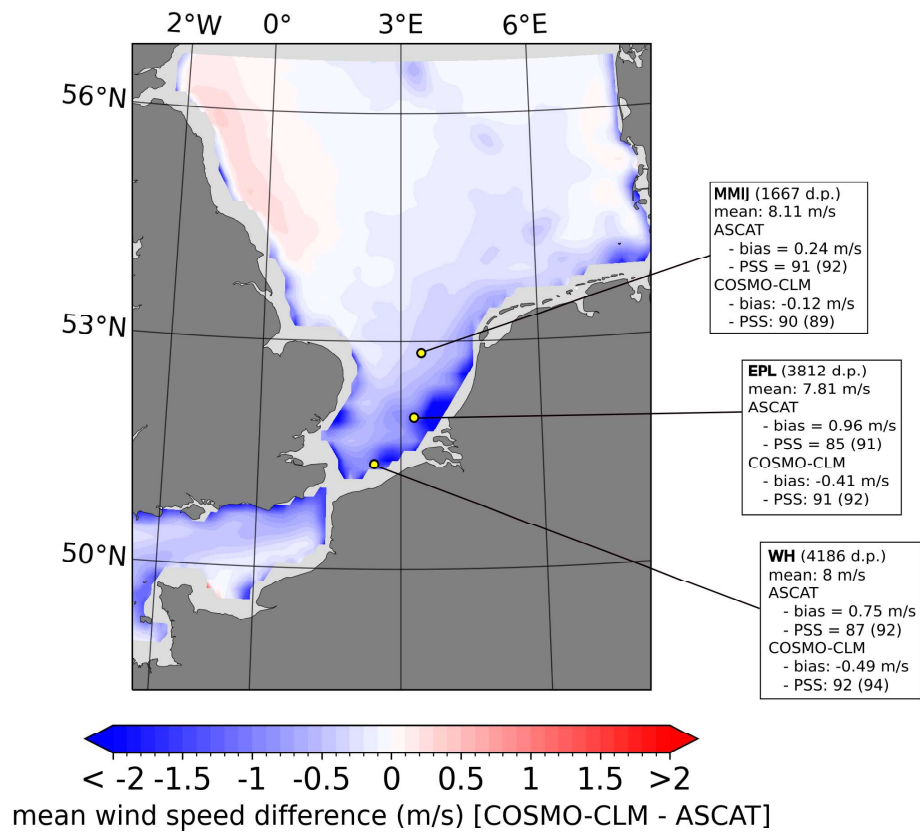 2°W 0° 3°E 6°E
56°N
53°N
50°N
MMIJ (1667 d.p.)
mean: 8.11 m/s
ASCAT
- bias = 0.24 m/s
- PSS = 91 (92)
COSMO-CLM
- bias: -0.12 m/s
- PSS: 90 (89)
EPL (3812 d.p.)
mean: 7.81 m/s
ASCAT
- bias = 0.96 m/s
- PSS = 85 (91)
COSMO-CLM
- bias: -0.41 m/s
- PSS: 91 (92)
WH (4186 d.p.)
mean: 8 m/s
ASCAT
- bias = 0.75 m/s
- PSS = 87 (92)
COSMO-CLM
- bias: -0.49 m/s
- PSS: 92 (94)
< -2 -1.5 -1 -0.5 0 0.5 1 1.5 >2
mean wind speed difference (m/s) [COSMO-CLM - ASCAT]